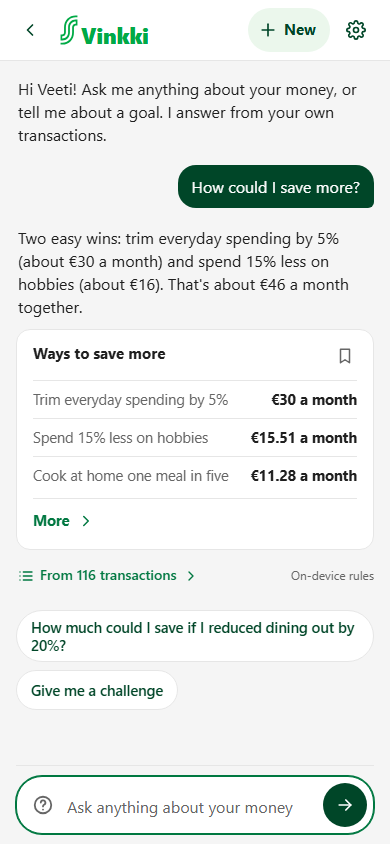 Vinkki
New
Hi Veeti! Ask me anything about your money, or
tell me about a goal. I answer from your own
transactions.
How could I save more?
Two easy wins: trim everyday spending by 5%
(about €30 a month) and spend 15% less on
hobbies (about €16). That's about €46 a month
together.
Ways to save more
Trim everyday spending by 5% €30 a month
Spend 15% less on hobbies €15.51 a month
Cook at home one meal in five €11.28 a month
More
From 116 transactions On-device rules
How much could I save if I reduced dining out by
20%?
Give me a challenge
Ask anything about your money